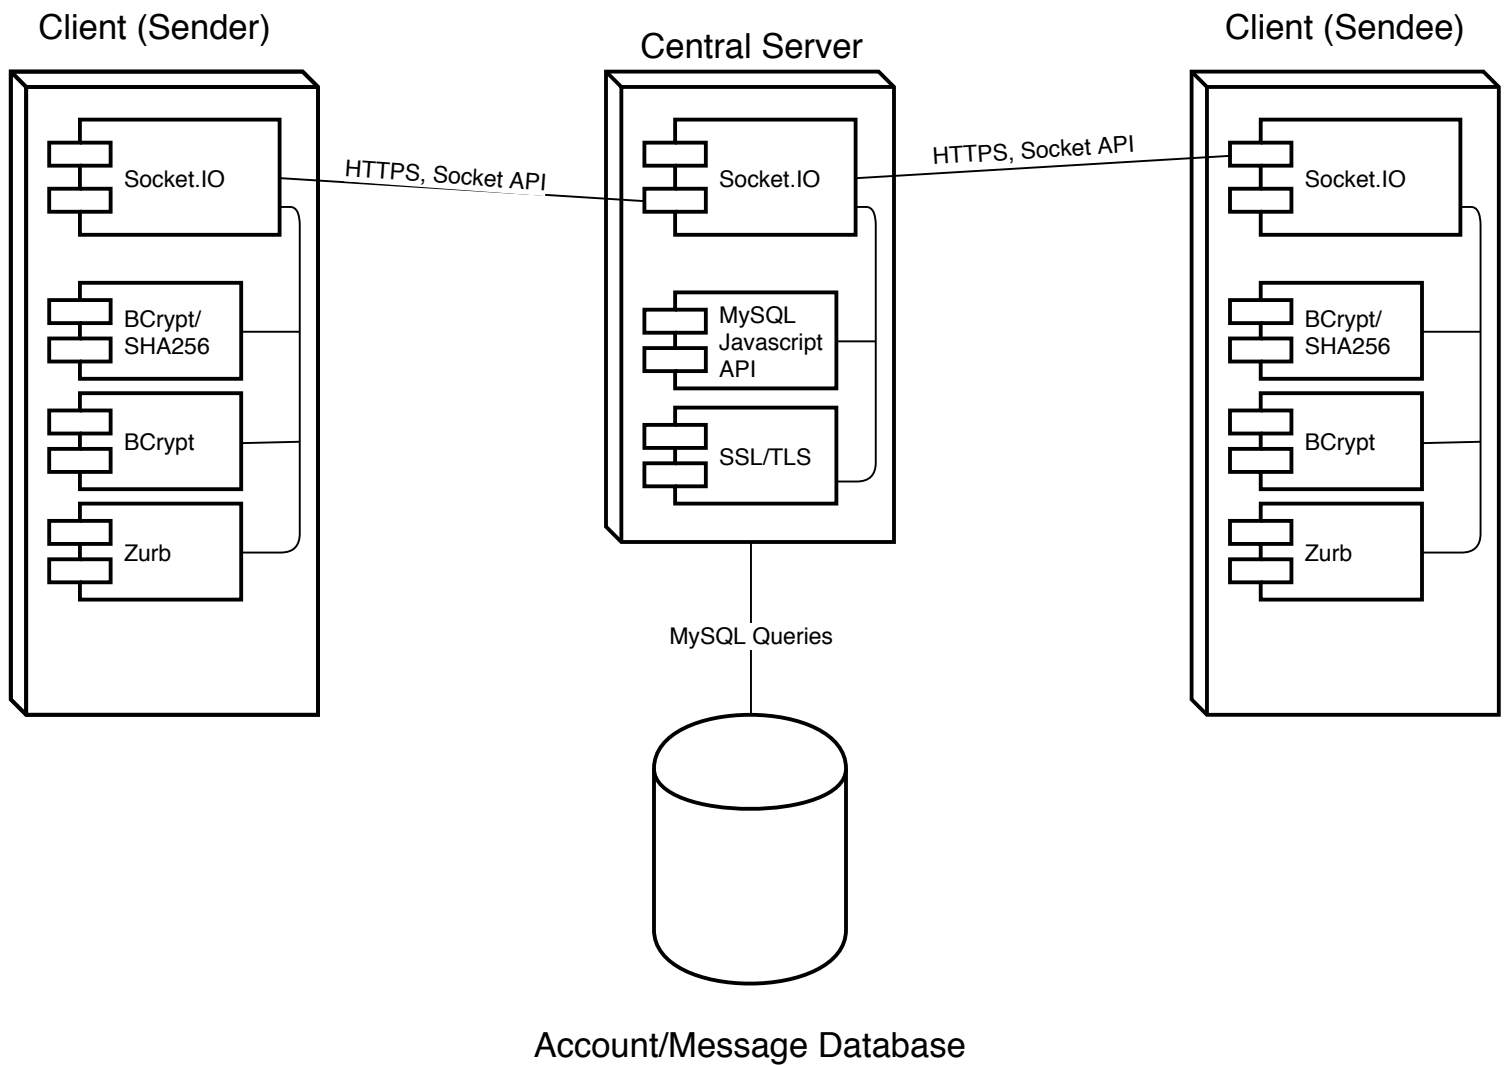 Client (Sender)
Central Server
Client (Sendee)
Socket.IO
BCrypt/
SHA256
BCrypt
Zurb
HTTPS, Socket API
Socket.IO
MySQL
Javascript
API
SSL/TLS
HTTPS, Socket API
Socket.IO
BCrypt/
SHA256
BCrypt
Zurb
MySQL Queries
Account/Message Database